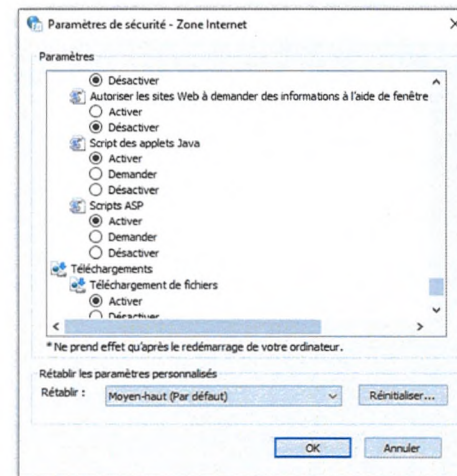 Paramètres de sécurité - Zone Internet
Paramètres
Désactiver
Autoriser les sites Web à demander des informations à l'aide de fenêtre
Activer
Désactiver
Script des applets Java
Activer
Demander
Désactiver
Scripts ASP
Activer
Demander
Désactiver
Téléchargements
Téléchargement de fichiers
Activer
Désactiver
* Ne prend effet qu'après le redémarrage de votre ordinateur.
Rétablir les paramètres personnalisés
Rétablir :
Moyen-haut (Par défaut)
Réinitialiser...
OK
Annuler